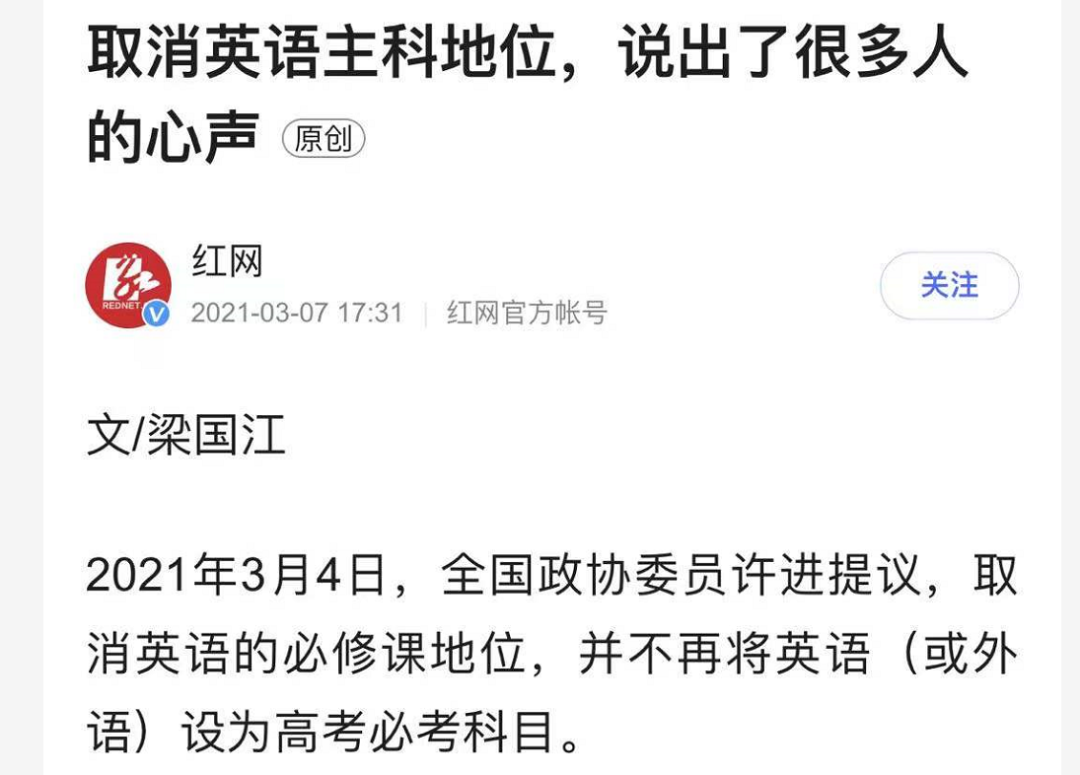 取消英语主科地位，说出了很多人
的心声 原创
红网
REDNET
2021-03-07 17:31 | 红网官方帐号
关注
文/梁国江
2021年3月4日，全国政协委员许进提议，取
消英语的必修课地位，并不再将英语（或外
语）设为高考必考科目。